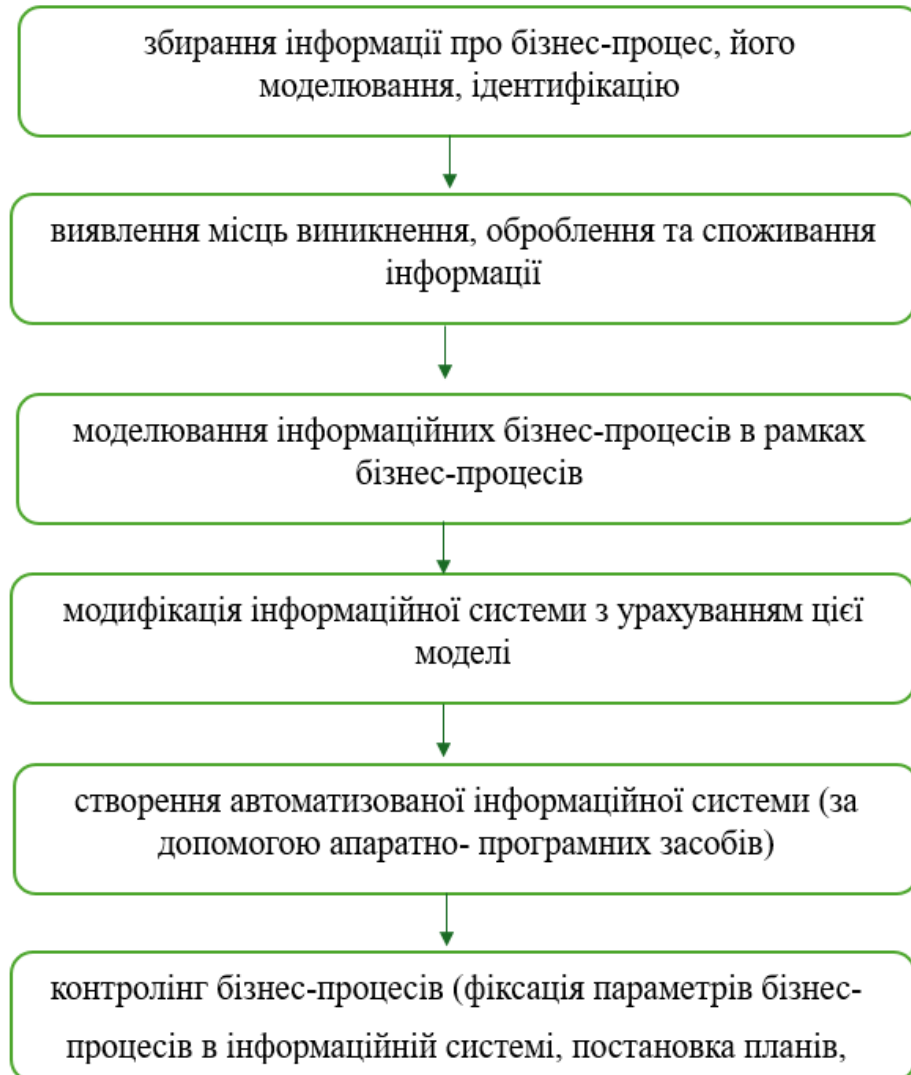 збирання інформації про бізнес-процес, його
моделювання, ідентифікацію
виявлення місць виникнення, оброблення та споживання
інформації
моделювання інформаційних бізнес-процесів в рамках
бізнес-процесів
модифікація інформаційної системи з урахуванням цієї
моделі
створення автоматизованої інформаційної системи (за
допомогою апаратно- програмних засобів)
контролінг бізнес-процесів (фіксація параметрів бізнес-
процесів в інформаційній системі, постановка планів,